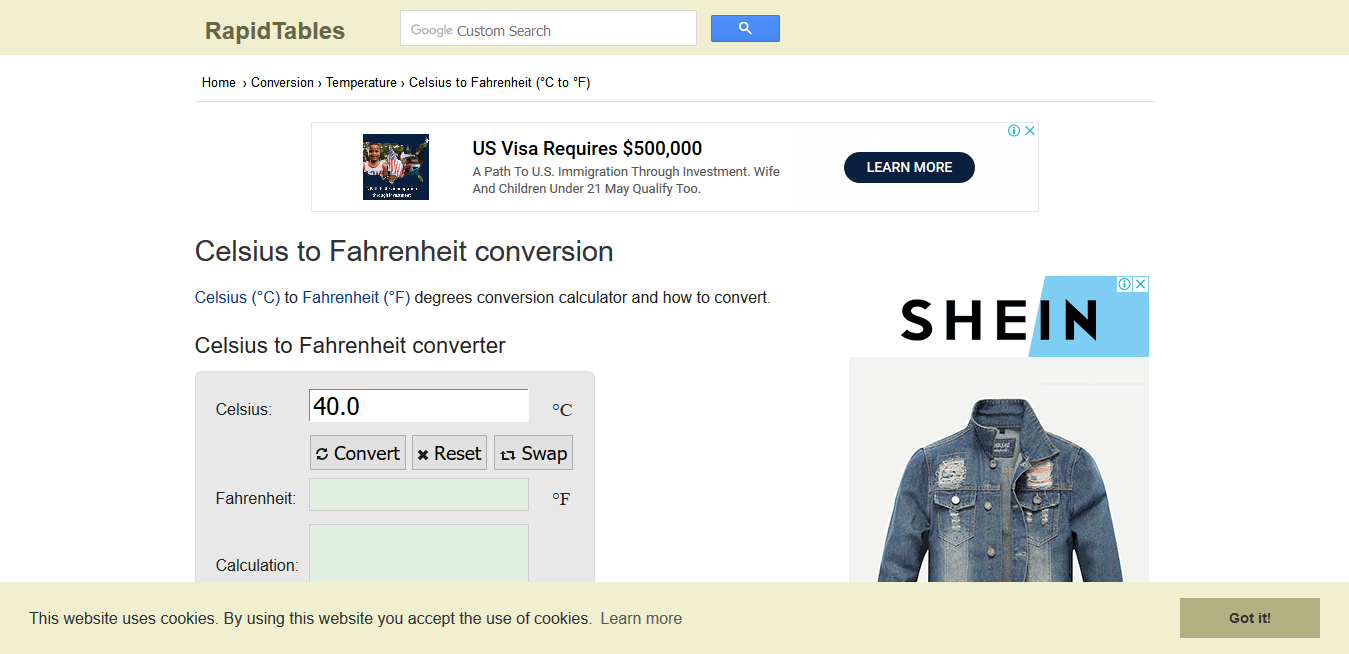 RapidTables
Google Custom Search
Home › Conversion › Temperature › Celsius to Fahrenheit (°C to °F)
US Visa Requires $500,000
A Path To U.S. Immigration Through Investment. Wife
And Children Under 21 May Qualify Too.
LEARN MORE
Celsius to Fahrenheit conversion
Celsius (°C) to Fahrenheit (°F) degrees conversion calculator and how to convert.
SHEIN
Celsius to Fahrenheit converter
Celsius: 40.0 °C
Convert Reset Swap
Fahrenheit: °F
Calculation:
This website uses cookies. By using this website you accept the use of cookies. Learn more
Got it!